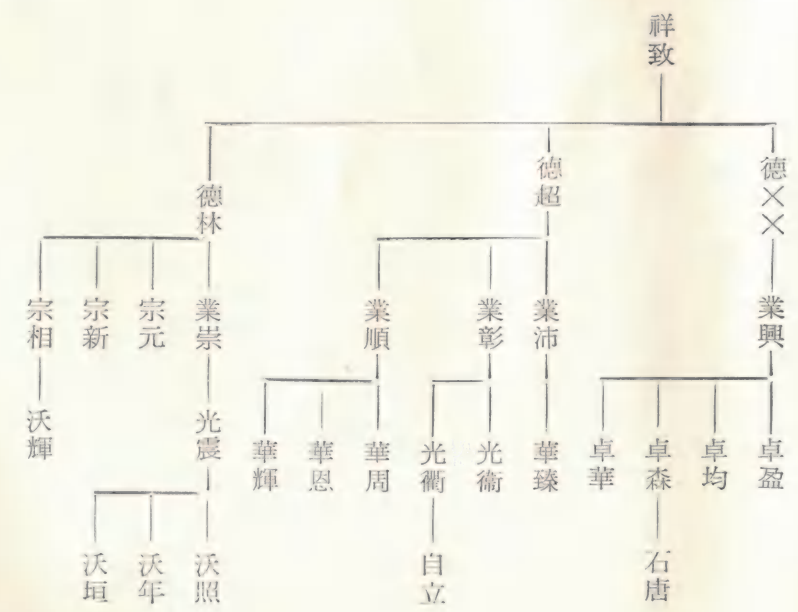 祥致
德××
德超
德林
業興
業沛
業彰
業順
業崇
宗元
宗新
宗相
卓盈
卓均
卓森
卓華
華臻
光衞
光衢
華周
華恩
華輝
光震
沃輝
石唐
自立
沃照
沃年
沃垣